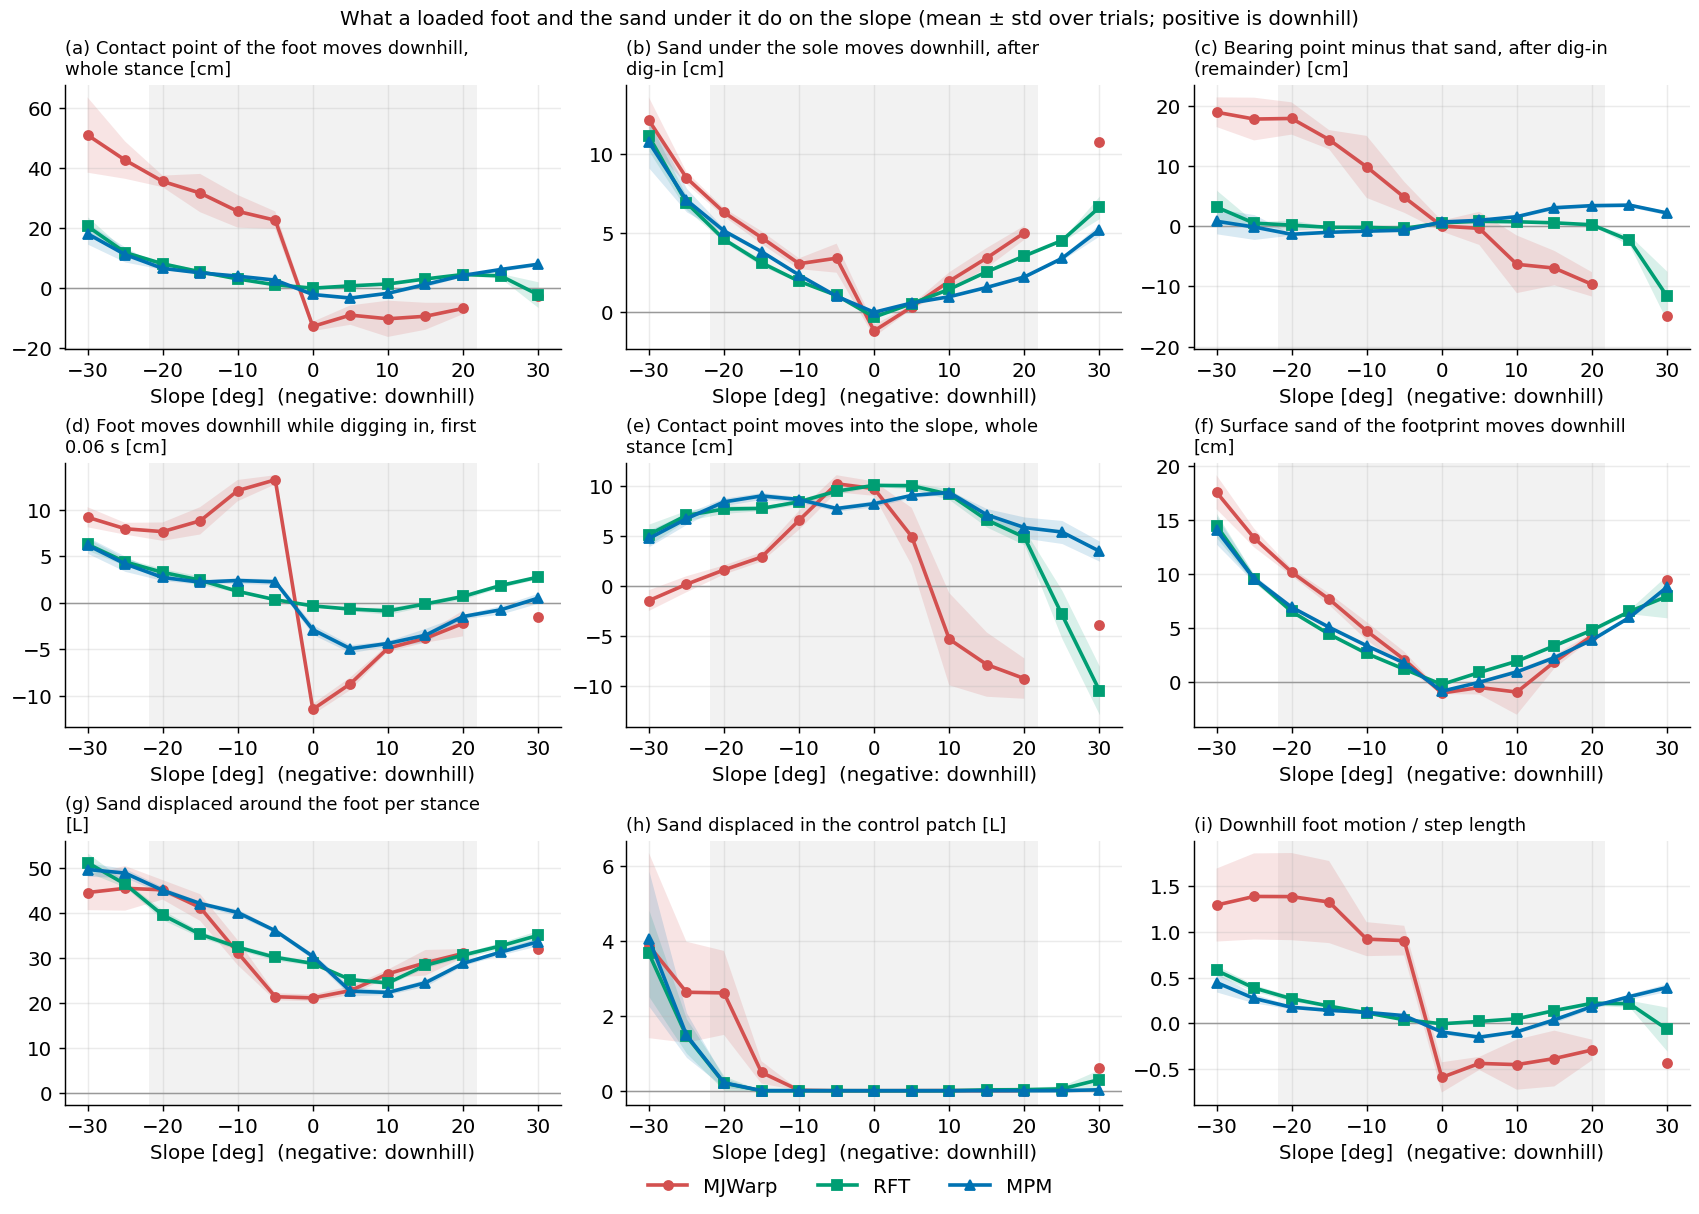 What a loaded foot and the sand under it do on the slope (mean ± std over trials; positive is downhill)
(a) Contact point of the foot moves downhill,
whole stance [cm]
60
40
20
0
−20
−30 −20 −10 0 10 20 30
Slope [deg]  (negative: downhill)
(b) Sand under the sole moves downhill, after
dig-in [cm]
10
5
0
−30 −20 −10 0 10 20 30
Slope [deg]  (negative: downhill)
(c) Bearing point minus that sand, after dig-in
(remainder) [cm]
20
10
0
−10
−20
−30 −20 −10 0 10 20 30
Slope [deg]  (negative: downhill)
(d) Foot moves downhill while digging in, first
0.06 s [cm]
10
5
0
−5
−10
−30 −20 −10 0 10 20 30
Slope [deg]  (negative: downhill)
(e) Contact point moves into the slope, whole
stance [cm]
10
5
0
−5
−10
−30 −20 −10 0 10 20 30
Slope [deg]  (negative: downhill)
(f) Surface sand of the footprint moves downhill
[cm]
20
15
10
5
0
−30 −20 −10 0 10 20 30
Slope [deg]  (negative: downhill)
(g) Sand displaced around the foot per stance
[L]
50
40
30
20
10
0
−30 −20 −10 0 10 20 30
Slope [deg]  (negative: downhill)
(h) Sand displaced in the control patch [L]
6
4
2
0
−30 −20 −10 0 10 20 30
Slope [deg]  (negative: downhill)
(i) Downhill foot motion / step length
1.5
1.0
0.5
0.0
−0.5
−30 −20 −10 0 10 20 30
Slope [deg]  (negative: downhill)
MJWarp RFT MPM